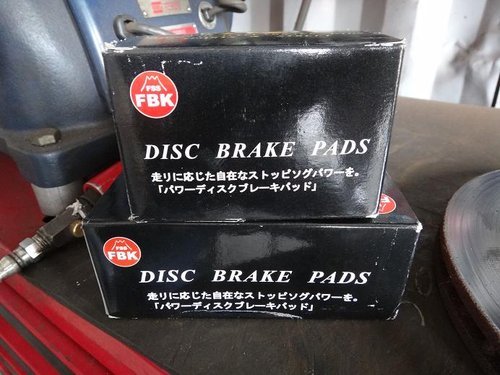 FBS
FBK
DISC BRAKE PADS
走りに応じた自在なストッピングパワーを。
「パワーディスクブレーキパッド」
FBS
FBK
DISC BRAKE PADS
走りに応じた自在なストッピングパワーを。
「パワーディスクブレーキパッド」